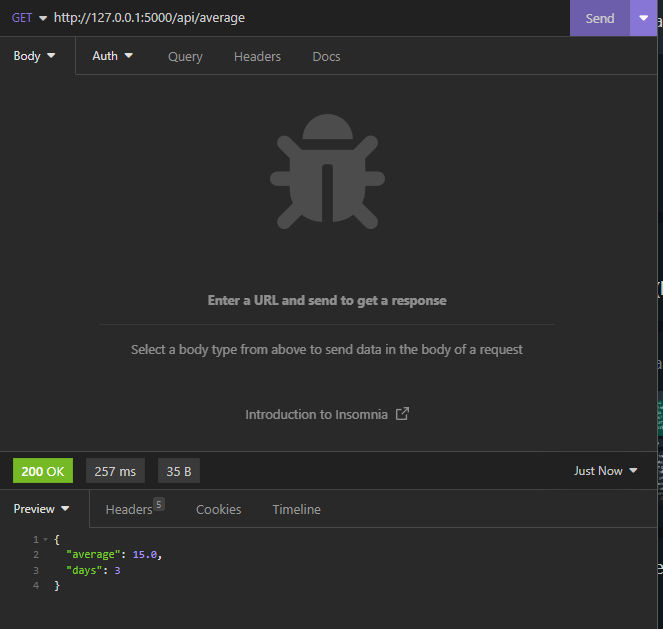 GET http://127.0.0.1:5000/api/average Send
Body Auth Query Headers Docs
Enter a URL and send to get a response
Select a body type from above to send data in the body of a request
Introduction to Insomnia
200 OK 257 ms 35 B Just Now
Preview Headers 5 Cookies Timeline
1 {
2 "average": 15.0,
3 "days": 3
4 }